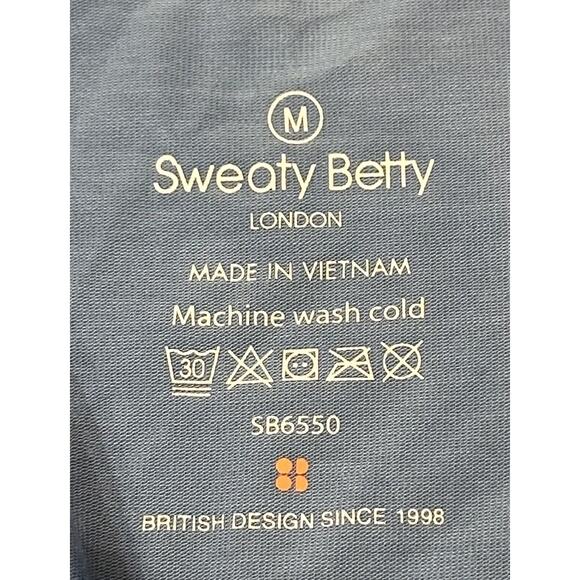 M
Sweaty Betty
LONDON
MADE IN VIETNAM
Machine wash cold
30
SB6550
BRITISH DESIGN SINCE 1998